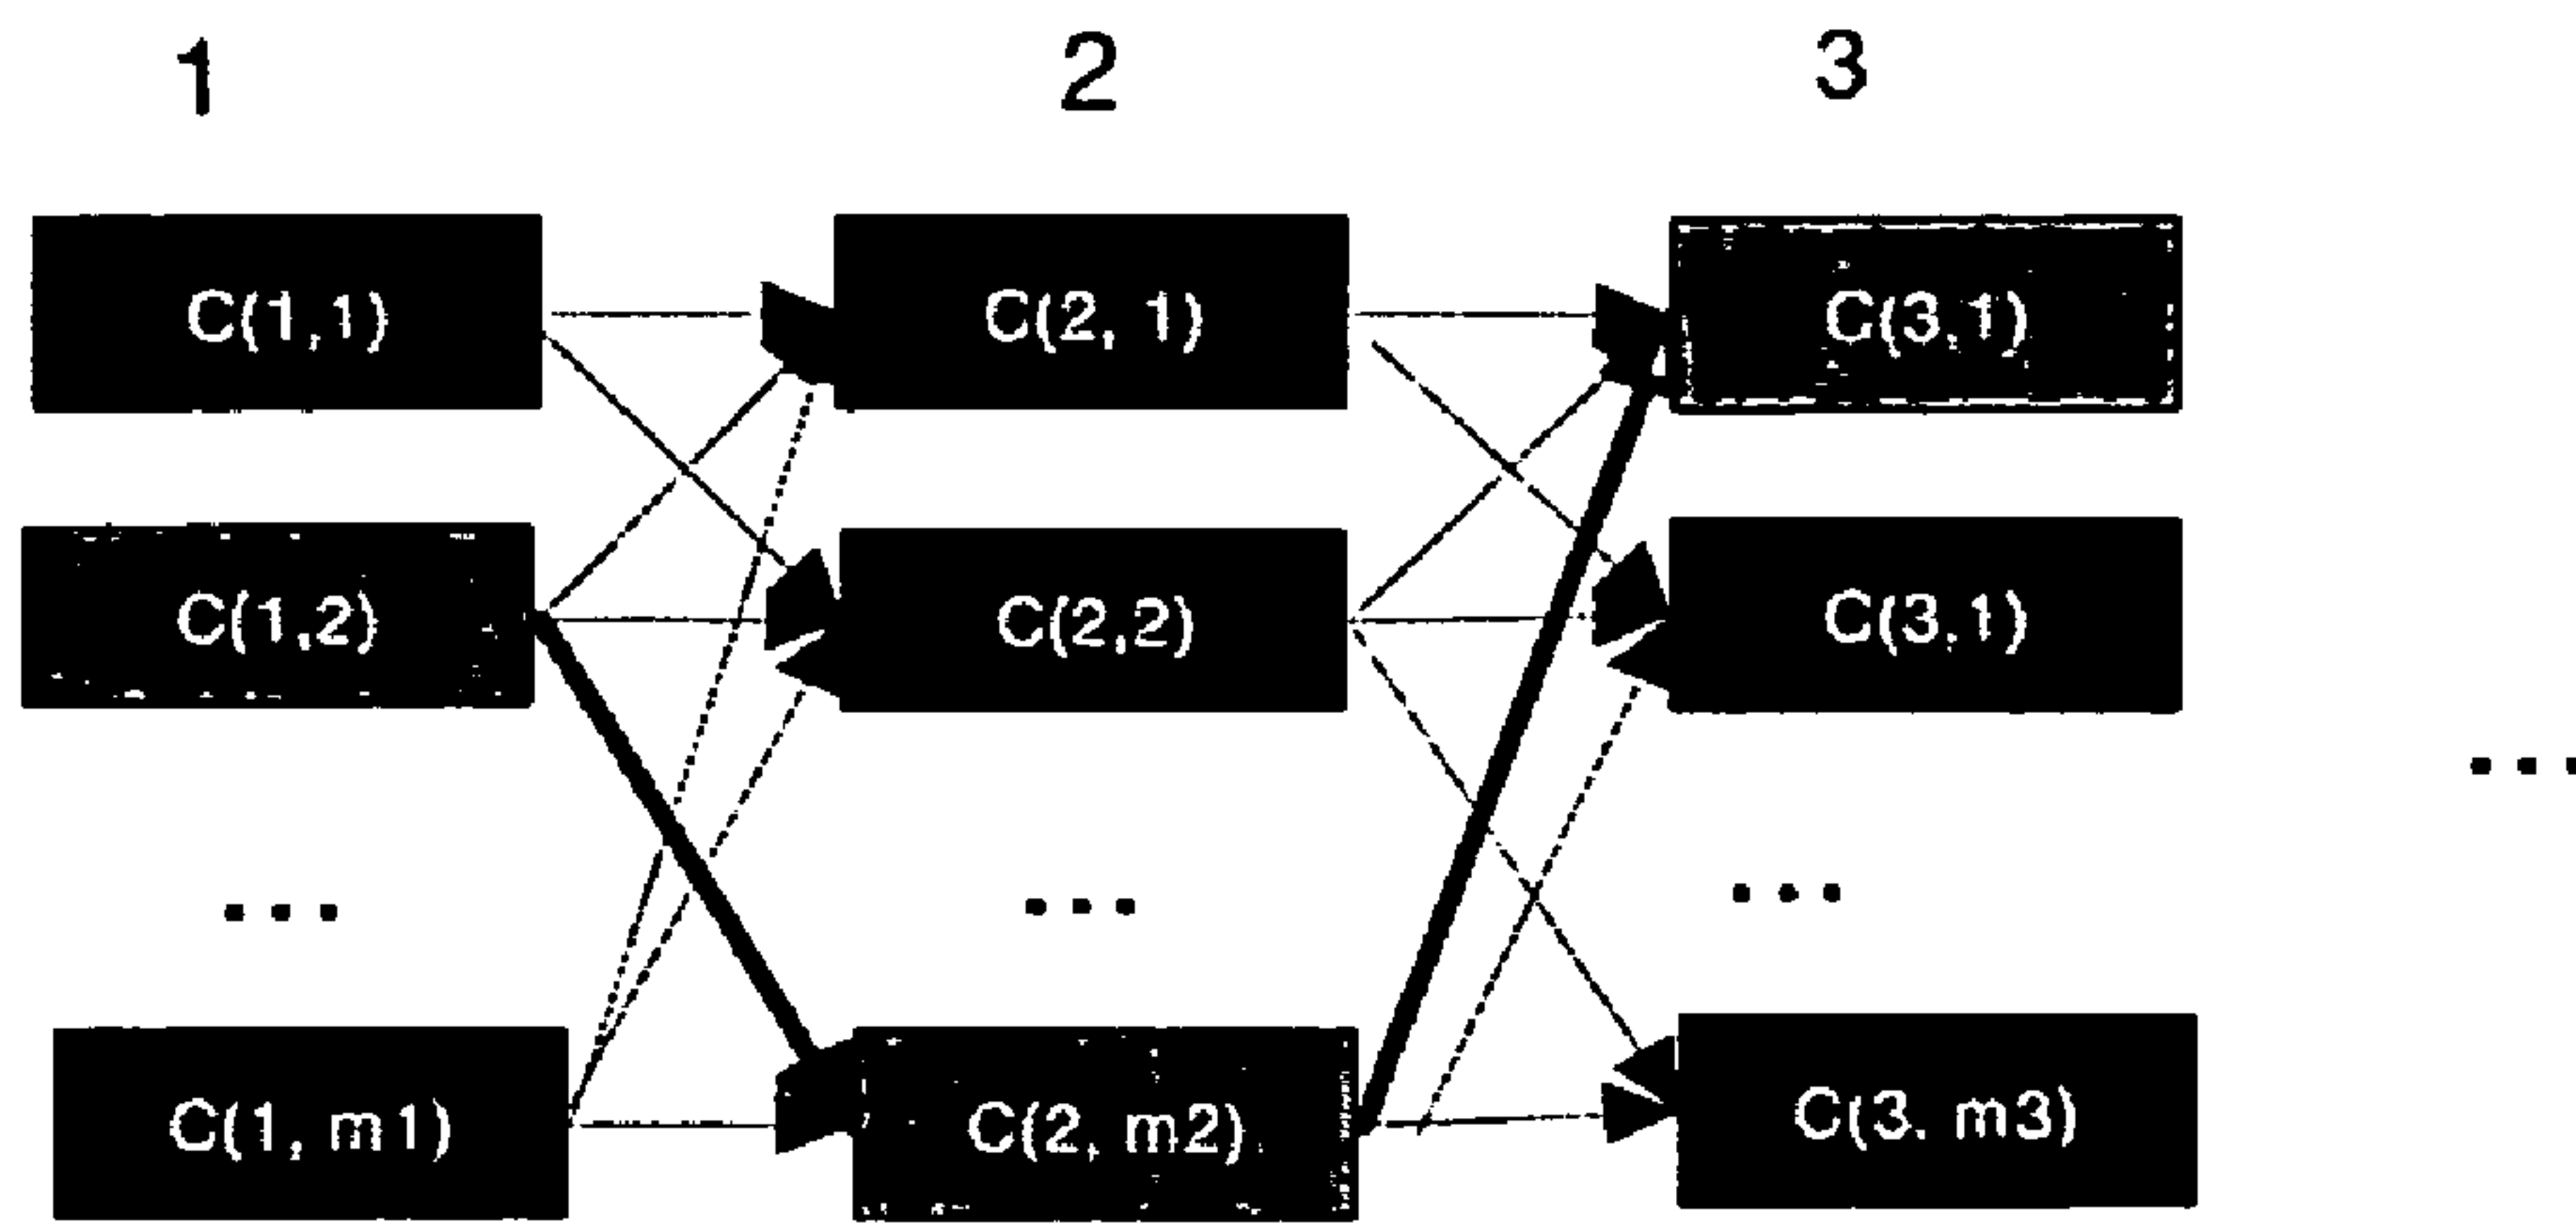 1 2 3
C(1,1) C(2, 1) C(3,1)
C(1,2) C(2,2) C(3,1)
...
... ... ...
C(1, m1) C(2, m2) C(3, m3)